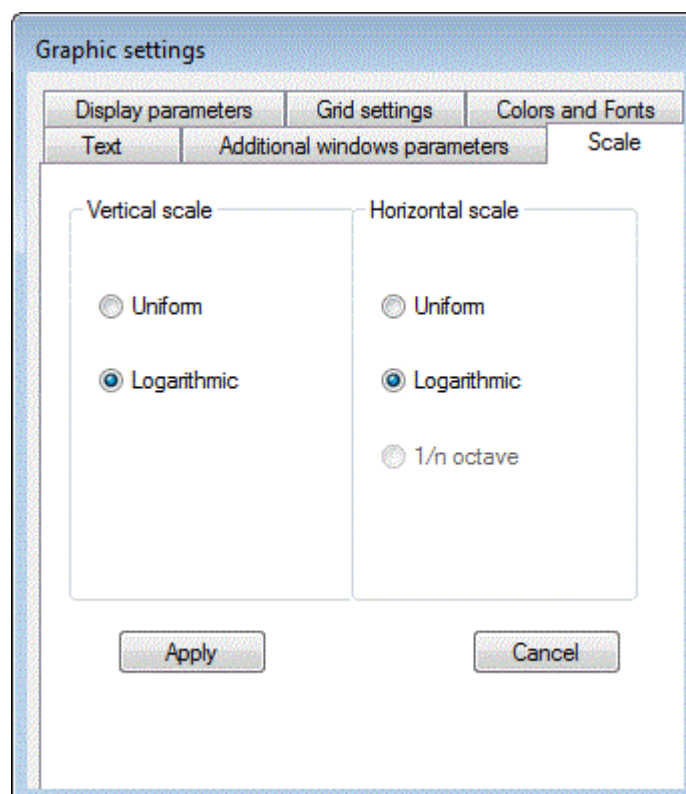 Graphic settings
Display parameters Grid settings Colors and Fonts
Text Additional windows parameters Scale
Vertical scale Horizontal scale
Uniform Uniform
Logarithmic Logarithmic
1/n octave
Apply Cancel